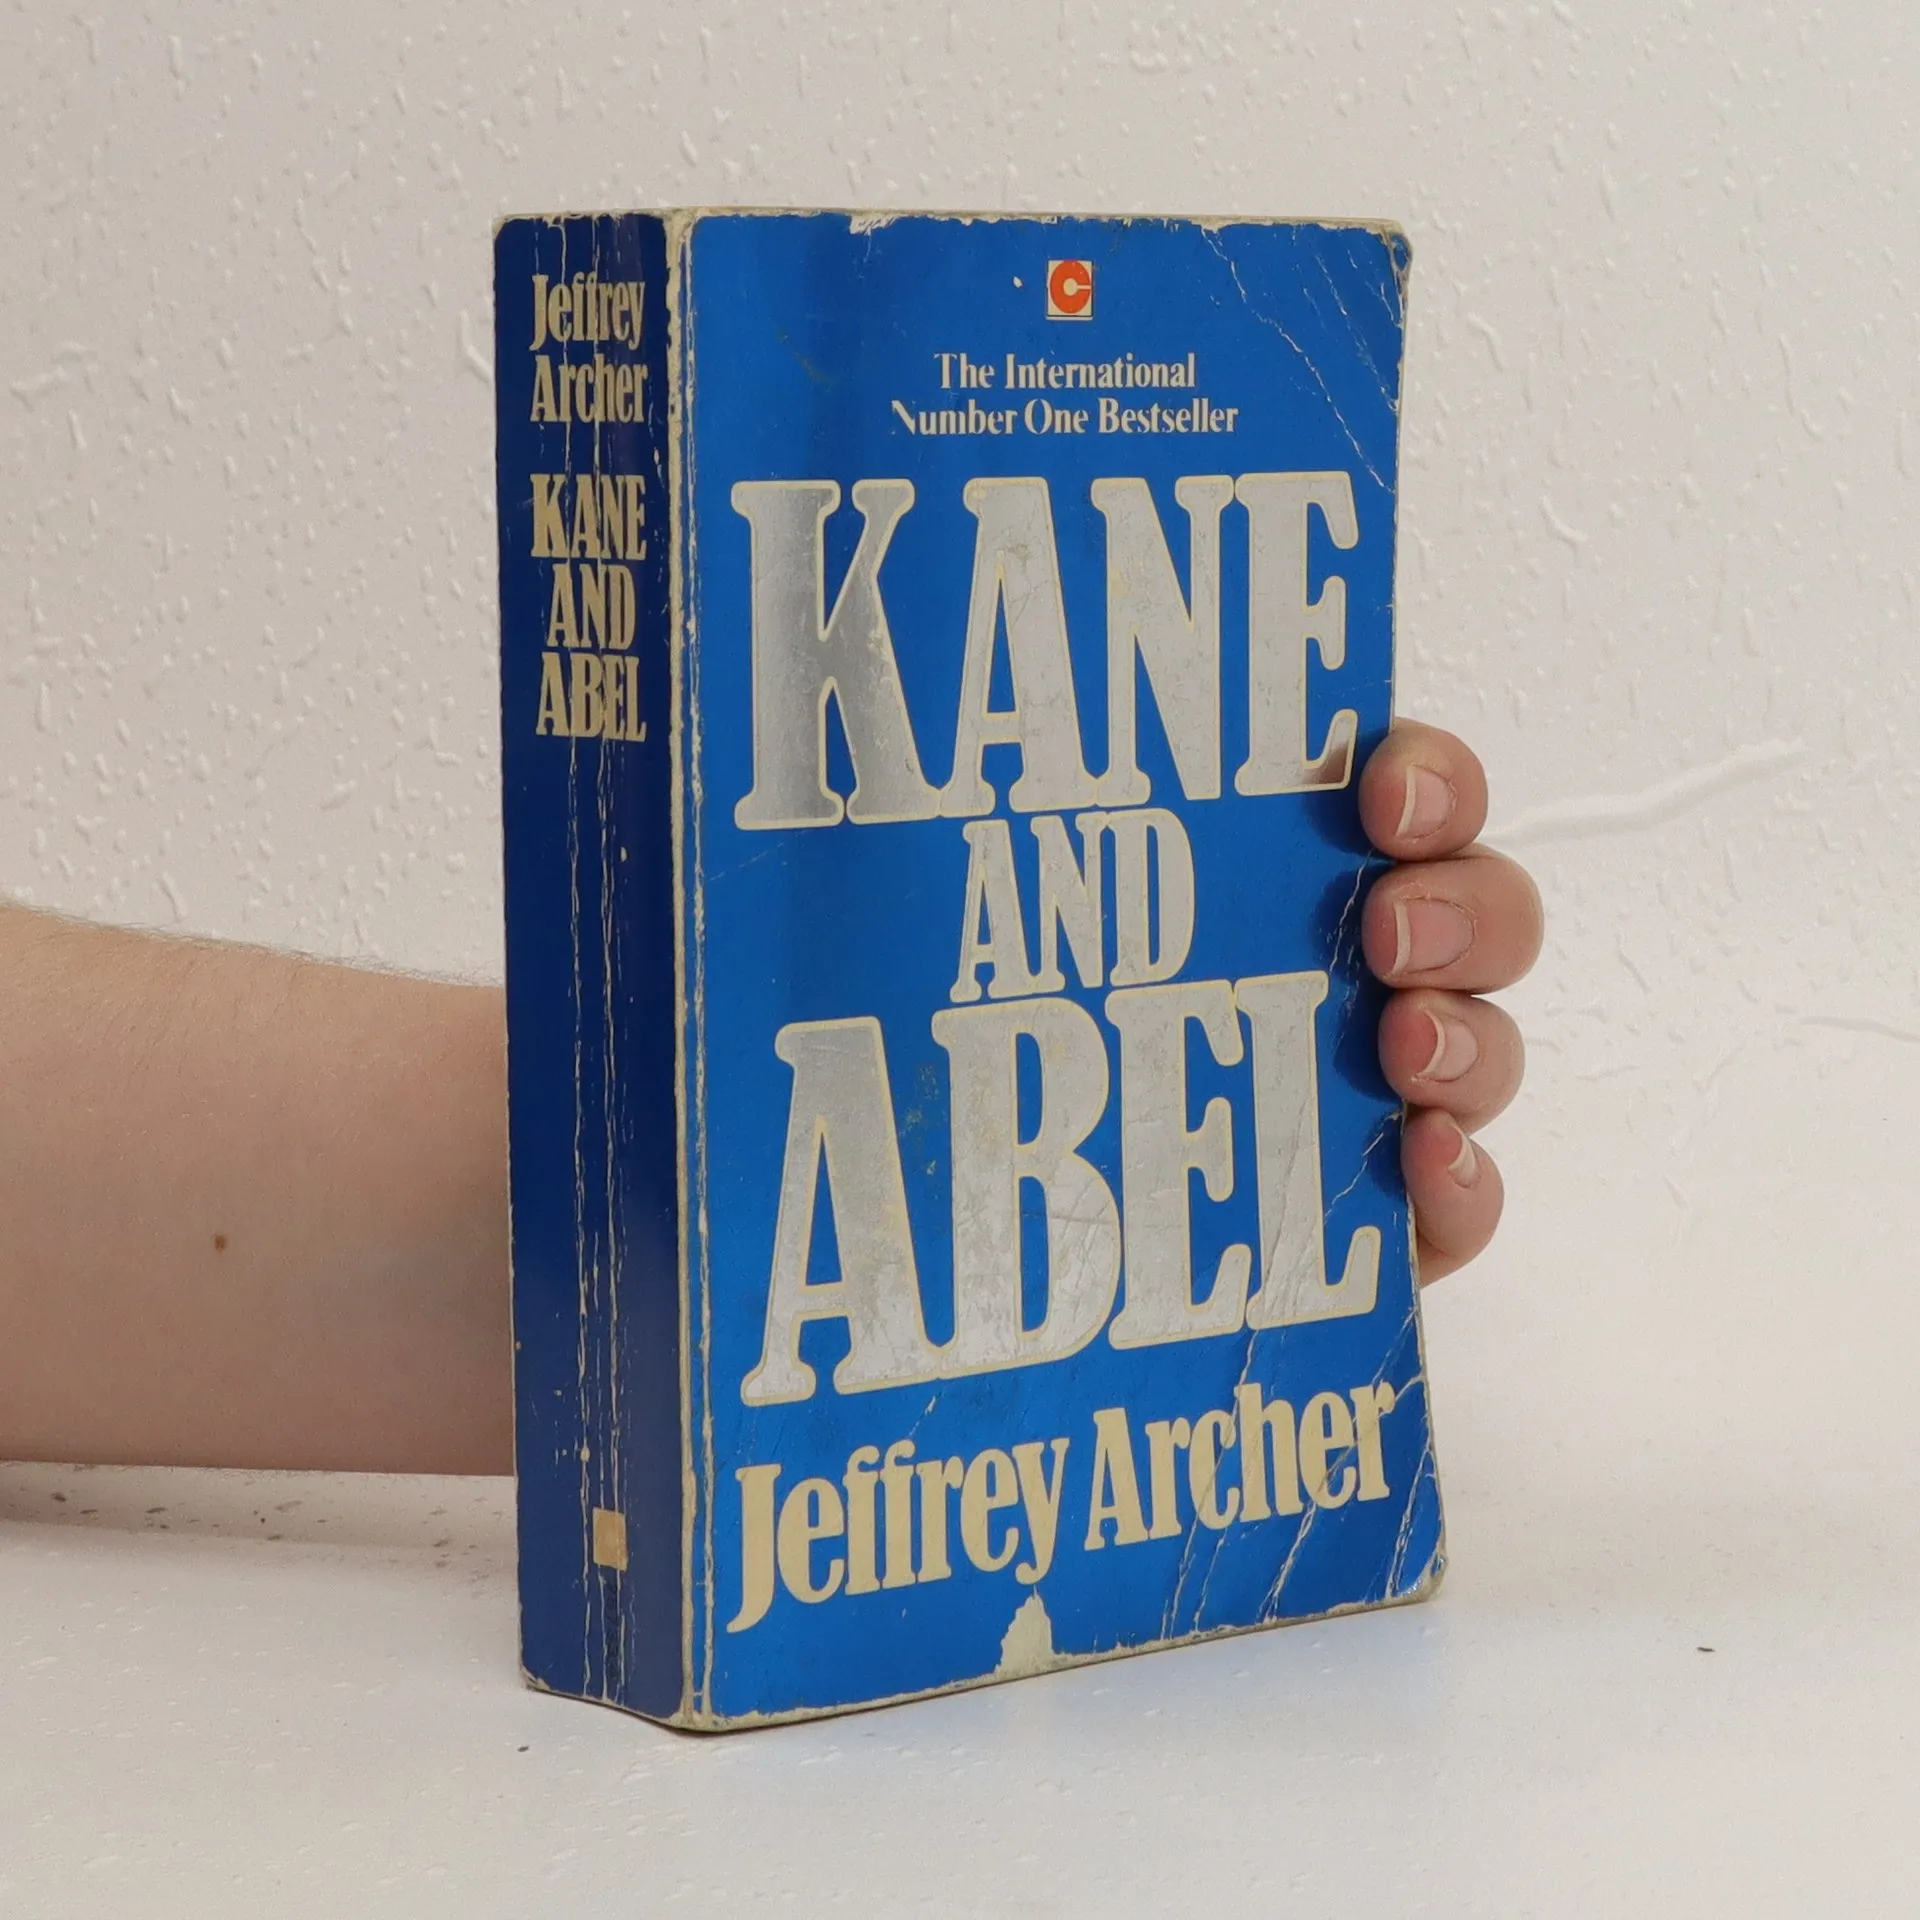 Jeffrey
Archer
KANE
AND
ABEL
The International
Number One Bestseller
KANE
AND
ABEL
Jeffrey Archer